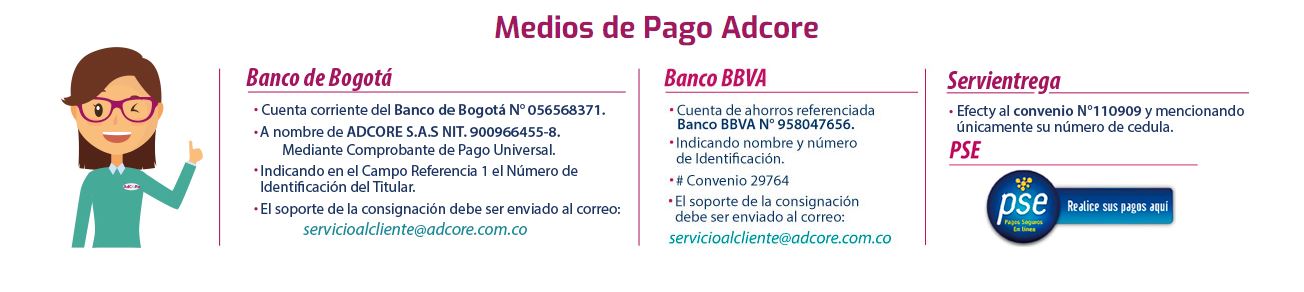 Medios de Pago Adcore
AdCore
Banco de Bogotá
• Cuenta corriente del Banco de Bogotá N° 056568371.
• A nombre de ADCORE S.A.S NIT. 900966455-8.
Mediante Comprobante de Pago Universal.
• Indicando en el Campo Referencia 1 el Número de
Identificación del Titular.
• El soporte de la consignación debe ser enviado al correo:
servicioalcliente@adcore.com.co
Banco BBVA
• Cuenta de ahorros referenciada
Banco BBVA N° 958047656.
• Indicando nombre y número
de Identificación.
• # Convenio 29764
• El soporte de la consignación
debe ser enviado al correo:
servicioalcliente@adcore.com.co
Servientrega
• Efecty al convenio N°110909 y mencionando
únicamente su número de cedula.
PSE
pse
Pagos Seguros
En línea
Realice sus pagos aquí